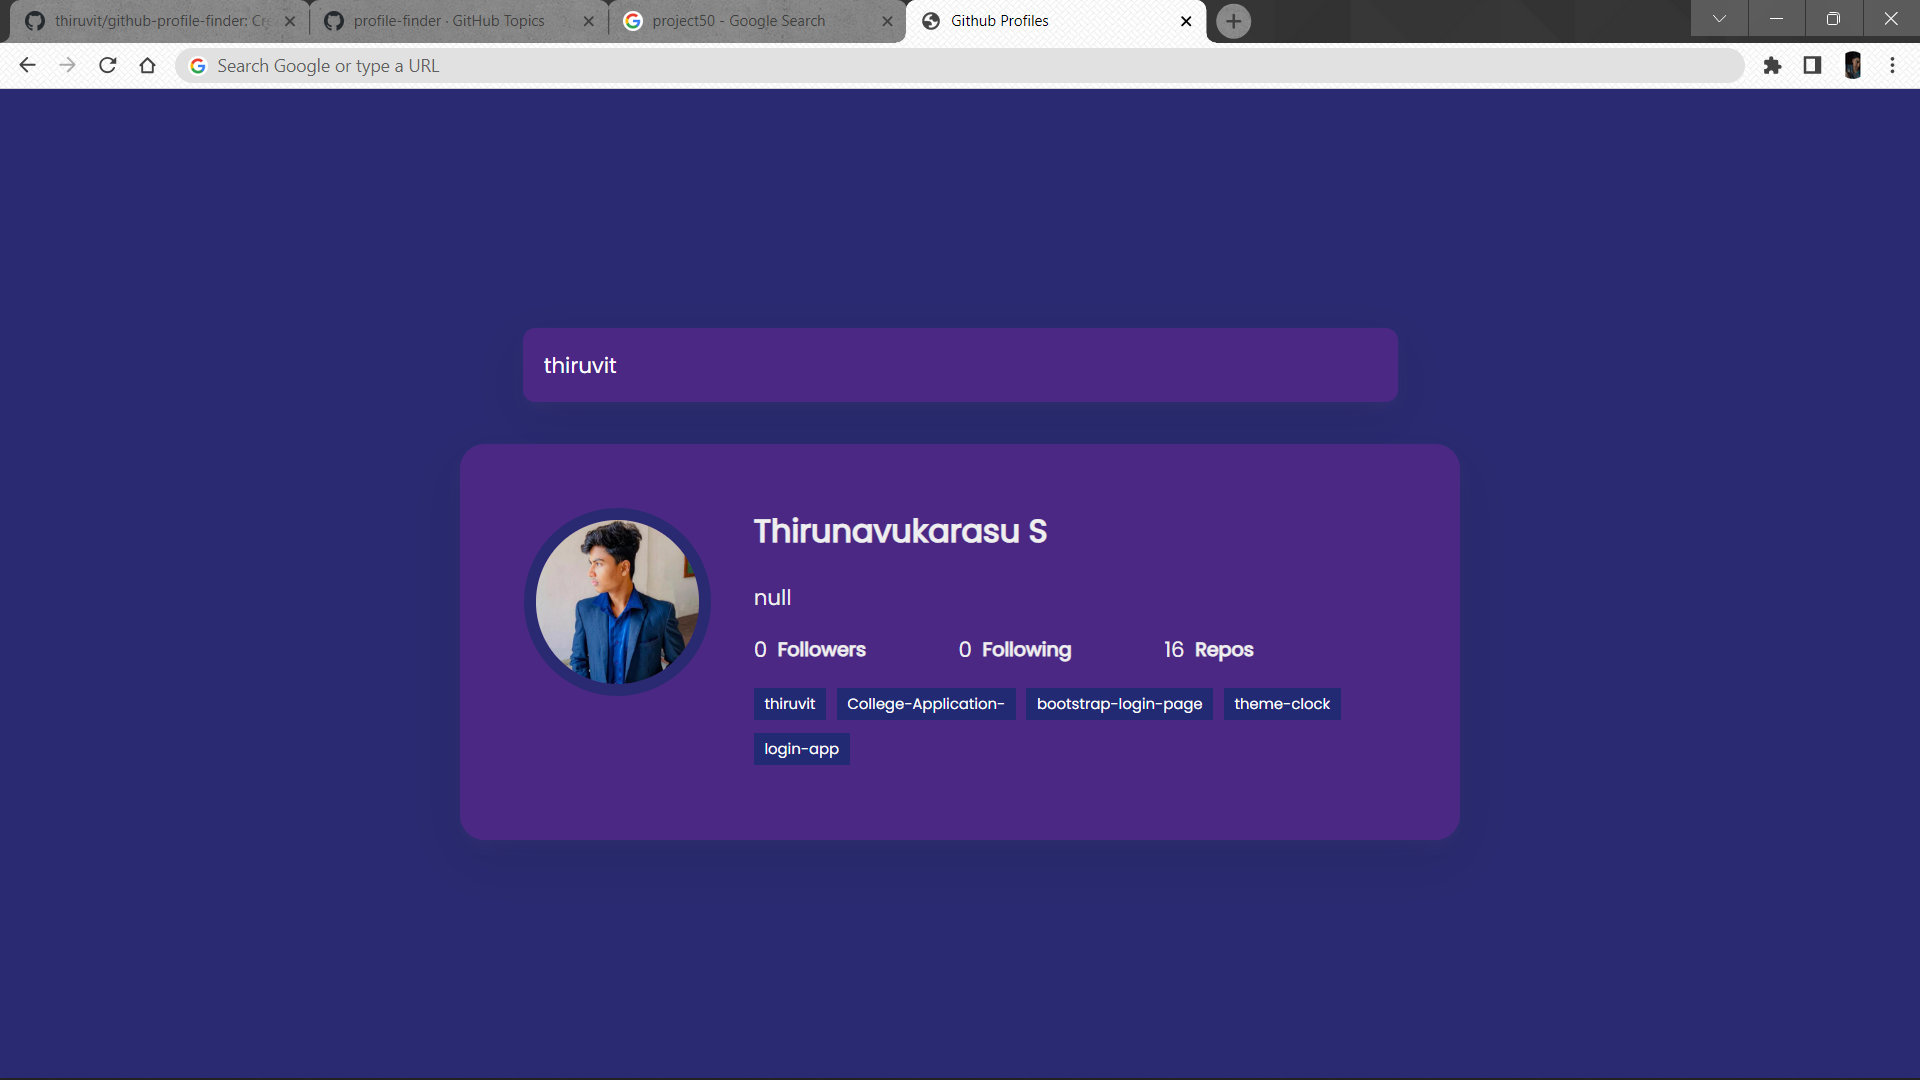 thiruvit/github-profile-finder: Cre
profile-finder · GitHub Topics
project50 - Google Search
Github Profiles
Search Google or type a URL
thiruvit
Thirunavukarasu S
null
0 Followers 0 Following 16 Repos
thiruvit College-Application- bootstrap-login-page theme-clock
login-app